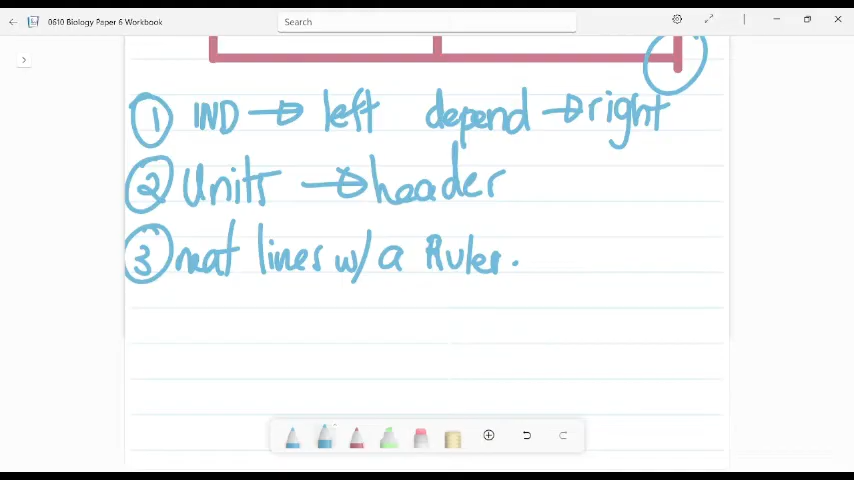 0610 Biology Paper 6 Workbook
Search
① IND → left depend → right
② Units → header
③ neat lines w/ a Ruler.